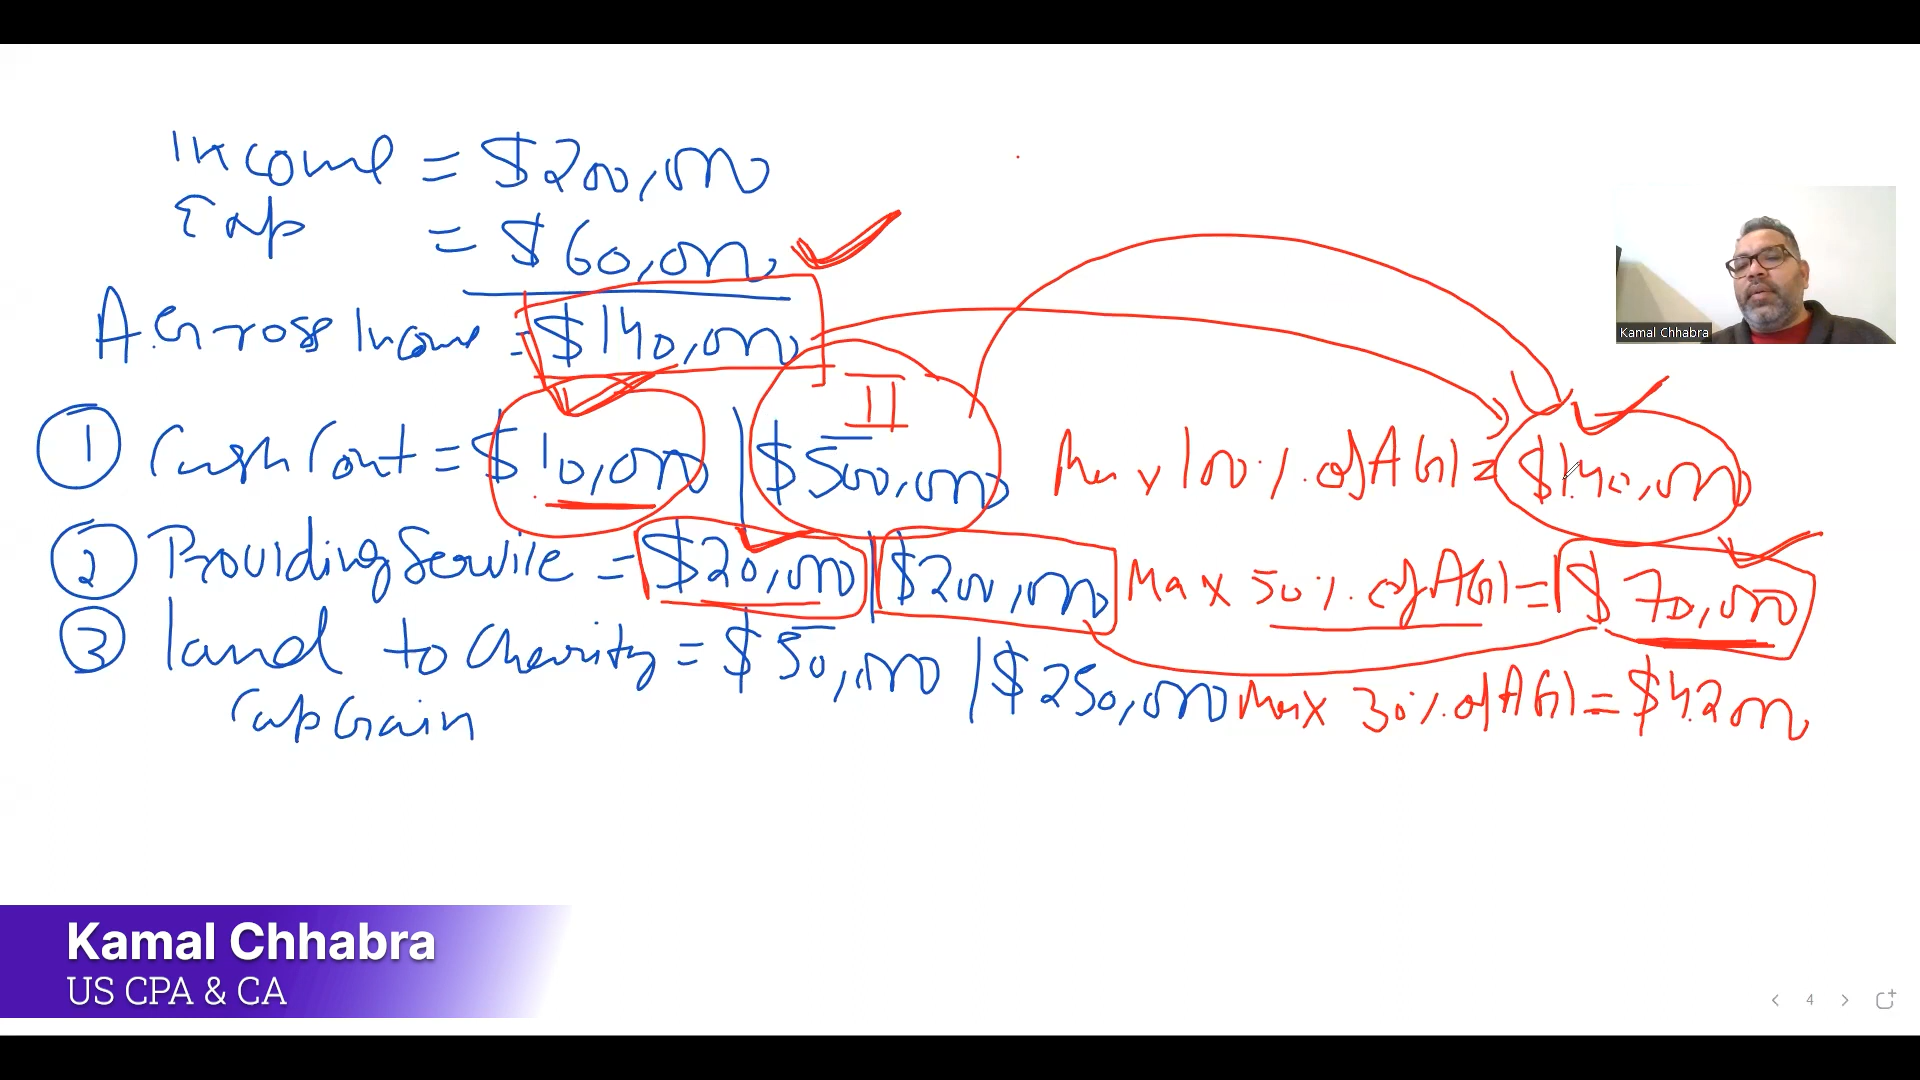 Income = $200,000
Exp = $60,000
A.Gross Income = $140,000
II
1 Cash Cont = $10,000 | $500,000 Max 100% of AGI = $140,000
2 Providing Service = $20,000 | $200,000 Max 50% of AGI = $70,000
3 land to Charity = $50,000 | $250,000 Max 30% of AGI = $42000
Cap Gain
Kamal Chhabra
Kamal Chhabra
US CPA & CA
4